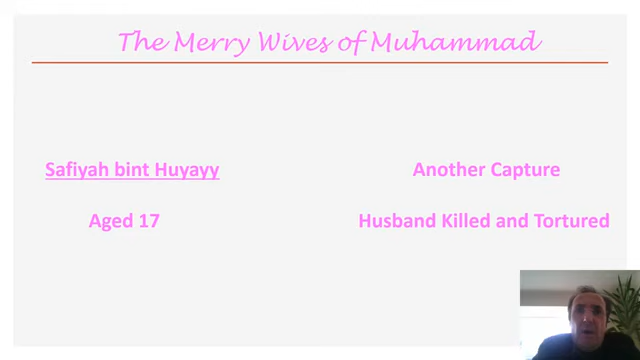 The Merry Wives of Muhammad
Safiyah bint Huyayy
Another Capture
Aged 17
Husband Killed and Tortured